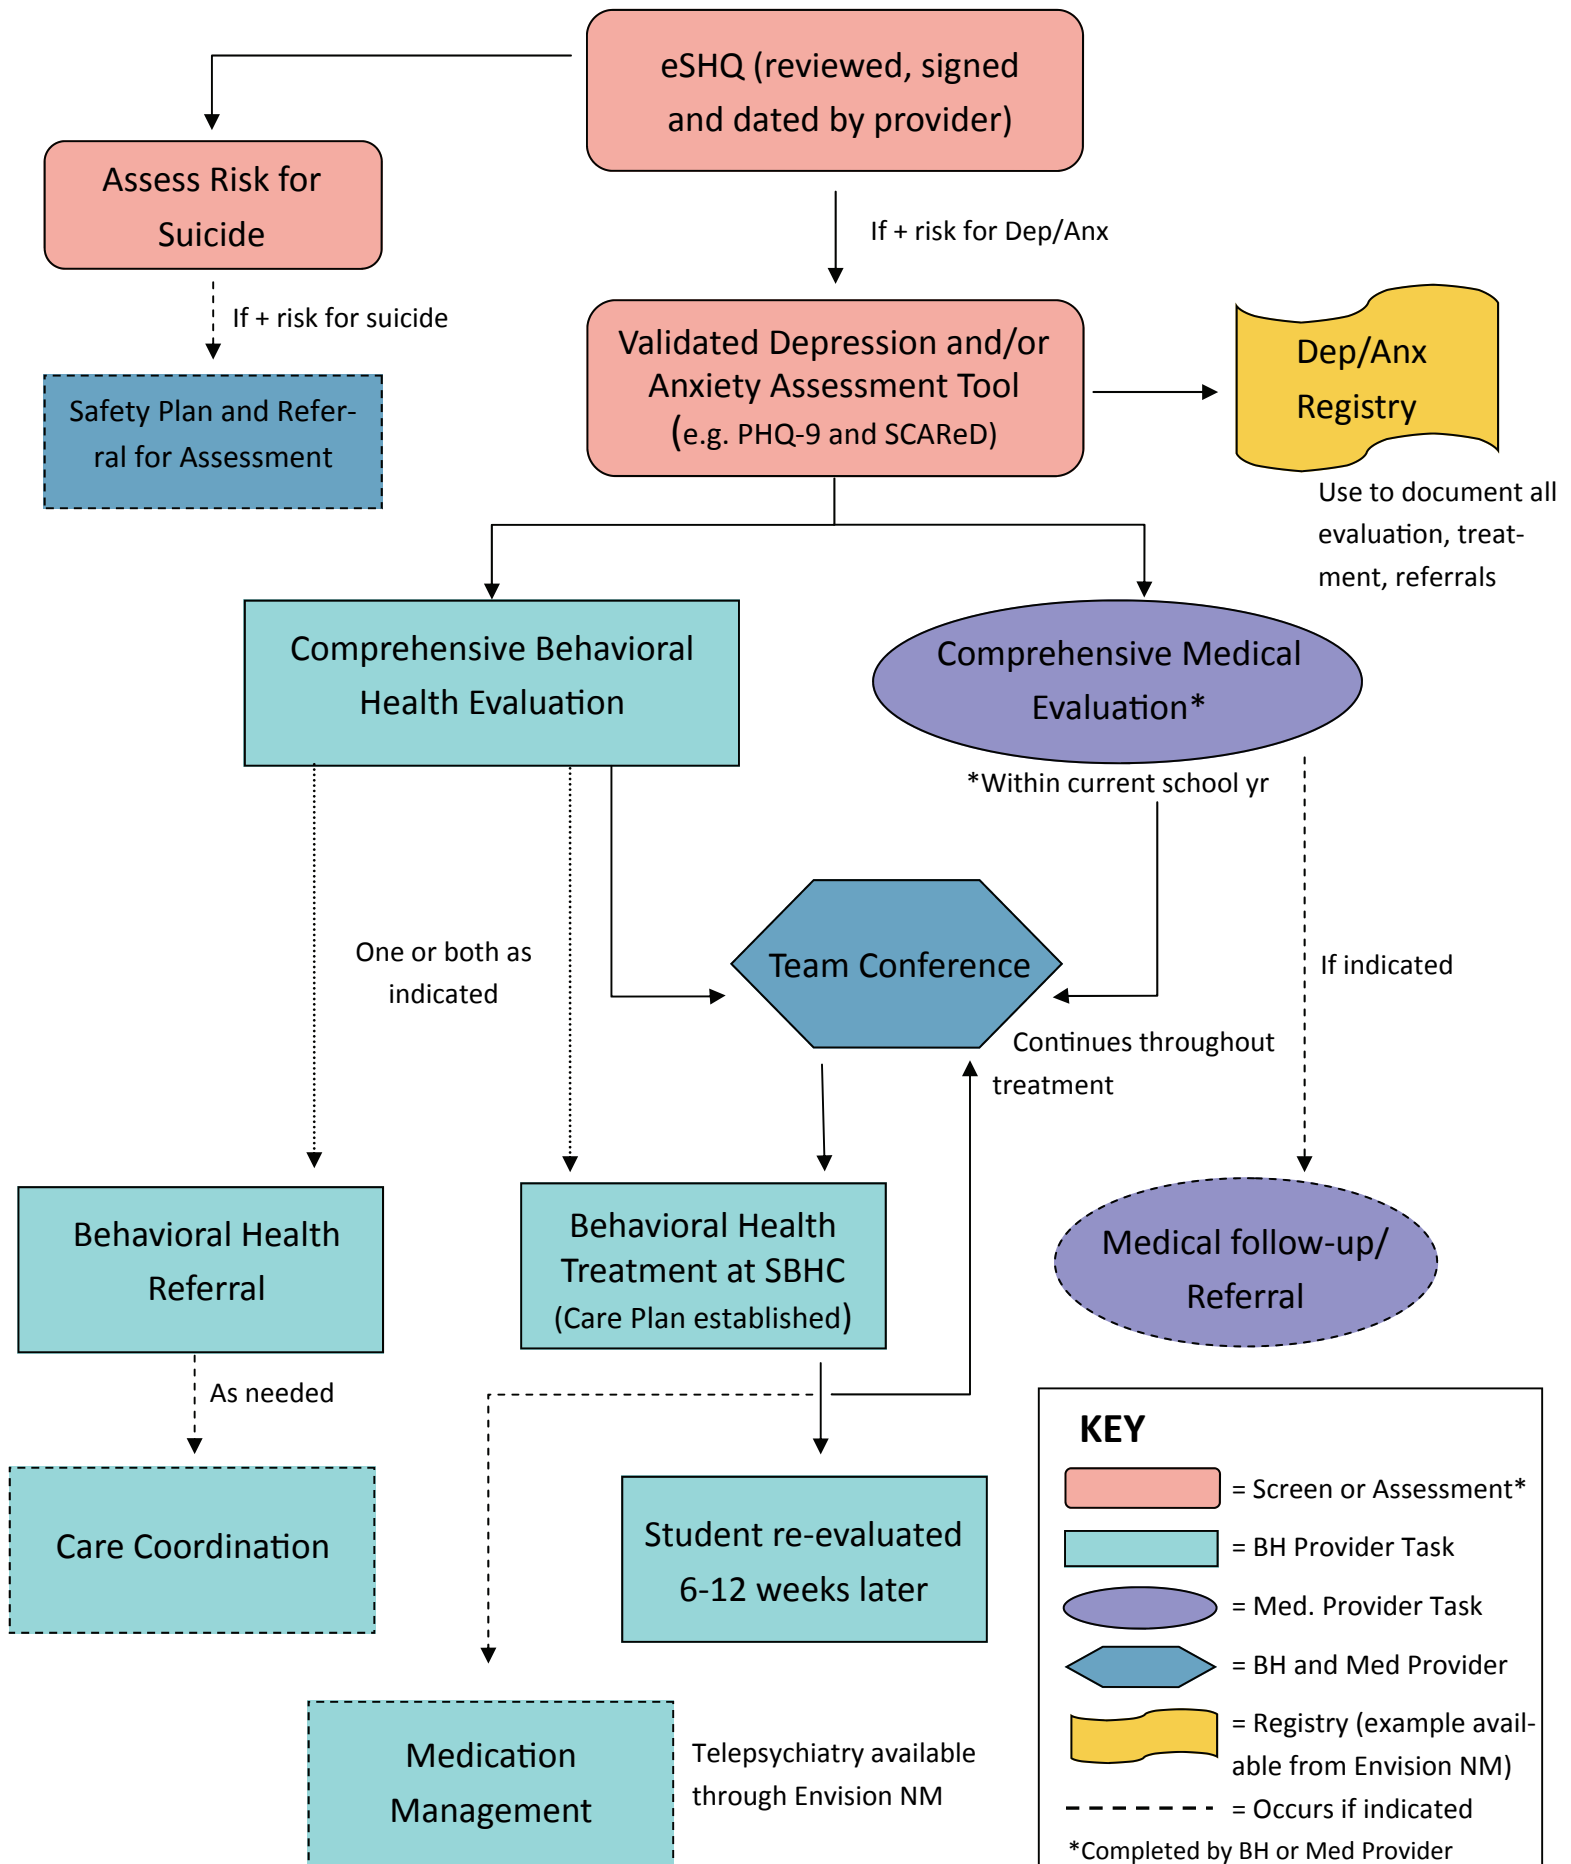 eSHQ (reviewed, signed
and dated by provider)
Assess Risk for
Suicide
If + risk for Dep/Anx
If + risk for suicide
Safety Plan and Refer-
ral for Assessment
Validated Depression and/or
Anxiety Assessment Tool
(e.g. PHQ-9 and SCAReD)
Dep/Anx
Registry
Use to document all
evaluation, treat-
ment, referrals
Comprehensive Behavioral
Health Evaluation
Comprehensive Medical
Evaluation*
*Within current school yr
One or both as
indicated
Team Conference
If indicated
Continues throughout
treatment
Behavioral Health
Referral
Behavioral Health
Treatment at SBHC
(Care Plan established)
Medical follow-up/
Referral
As needed
Care Coordination
Student re-evaluated
6-12 weeks later
Medication
Management
Telepsychiatry available
through Envision NM
KEY
= Screen or Assessment*
= BH Provider Task
= Med. Provider Task
= BH and Med Provider
= Registry (example avail-
able from Envision NM)
= Occurs if indicated
*Completed by BH or Med Provider